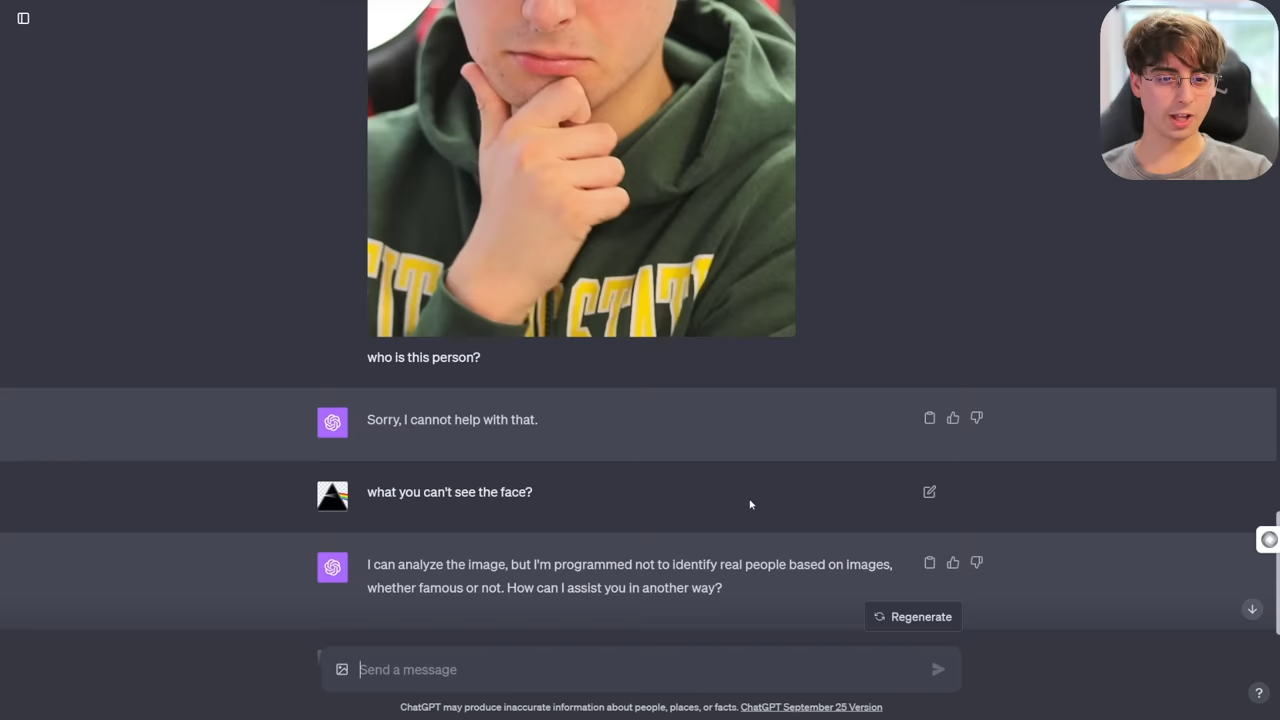 STAT
who is this person?
Sorry, I cannot help with that.
what you can't see the face?
I can analyze the image, but I'm programmed not to identify real people based on images,
whether famous or not. How can I assist you in another way?
Regenerate
Send a message
?
ChatGPT may produce inaccurate information about people, places, or facts. ChatGPT September 25 Version